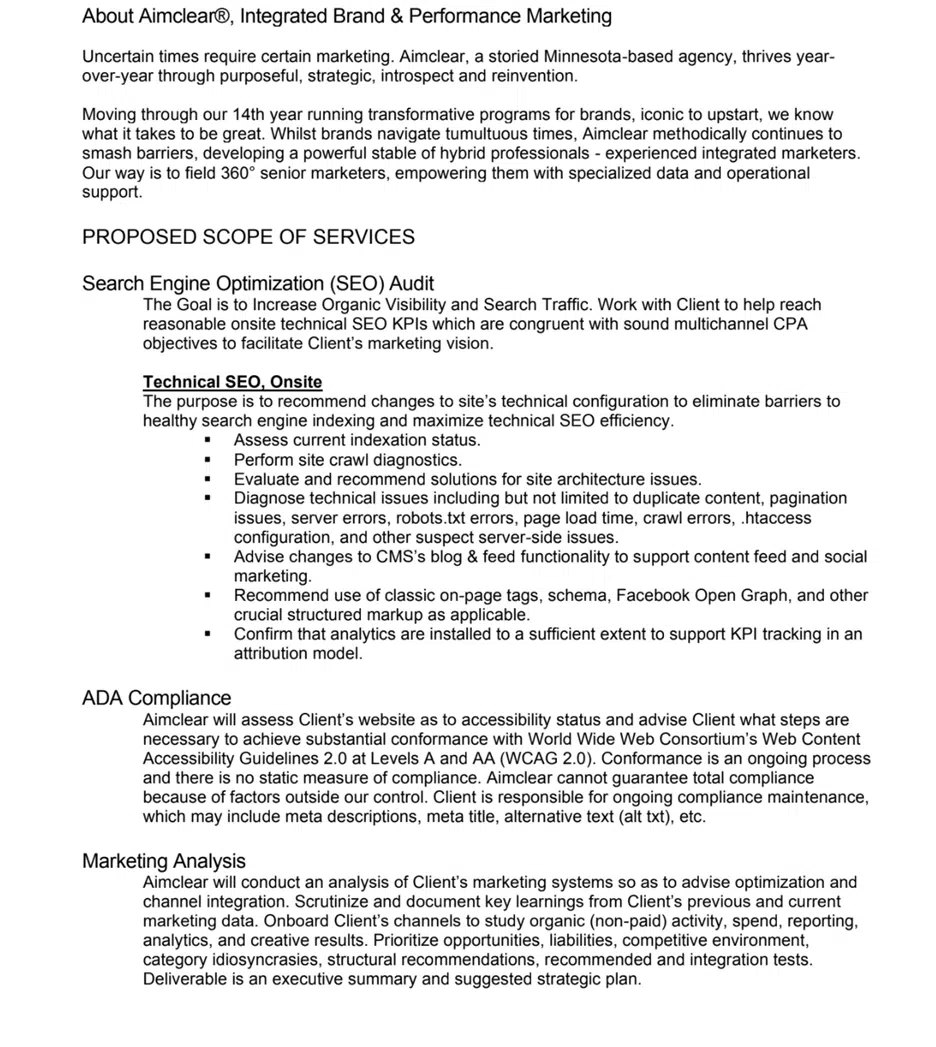 About Aimclear®, Integrated Brand & Performance Marketing
Uncertain times require certain marketing. Aimclear, a storied Minnesota-based agency, thrives year-
over-year through purposeful, strategic, introspect and reinvention.
Moving through our 14th year running transformative programs for brands, iconic to upstart, we know
what it takes to be great. Whilst brands navigate tumultuous times, Aimclear methodically continues to
smash barriers, developing a powerful stable of hybrid professionals - experienced integrated marketers.
Our way is to field 360° senior marketers, empowering them with specialized data and operational
support.
PROPOSED SCOPE OF SERVICES
Search Engine Optimization (SEO) Audit
The Goal is to Increase Organic Visibility and Search Traffic. Work with Client to help reach
reasonable onsite technical SEO KPIs which are congruent with sound multichannel CPA
objectives to facilitate Client's marketing vision.
Technical SEO, Onsite
The purpose is to recommend changes to site's technical configuration to eliminate barriers to
healthy search engine indexing and maximize technical SEO efficiency.
▪ Assess current indexation status.
▪ Perform site crawl diagnostics.
▪ Evaluate and recommend solutions for site architecture issues.
▪ Diagnose technical issues including but not limited to duplicate content, pagination
issues, server errors, robots.txt errors, page load time, crawl errors, .htaccess
configuration, and other suspect server-side issues.
▪ Advise changes to CMS's blog & feed functionality to support content feed and social
marketing.
▪ Recommend use of classic on-page tags, schema, Facebook Open Graph, and other
crucial structured markup as applicable.
▪ Confirm that analytics are installed to a sufficient extent to support KPI tracking in an
attribution model.
ADA Compliance
Aimclear will assess Client's website as to accessibility status and advise Client what steps are
necessary to achieve substantial conformance with World Wide Web Consortium's Web Content
Accessibility Guidelines 2.0 at Levels A and AA (WCAG 2.0). Conformance is an ongoing process
and there is no static measure of compliance. Aimclear cannot guarantee total compliance
because of factors outside our control. Client is responsible for ongoing compliance maintenance,
which may include meta descriptions, meta title, alternative text (alt txt), etc.
Marketing Analysis
Aimclear will conduct an analysis of Client's marketing systems so as to advise optimization and
channel integration. Scrutinize and document key learnings from Client's previous and current
marketing data. Onboard Client's channels to study organic (non-paid) activity, spend, reporting,
analytics, and creative results. Prioritize opportunities, liabilities, competitive environment,
category idiosyncrasies, structural recommendations, recommended and integration tests.
Deliverable is an executive summary and suggested strategic plan.